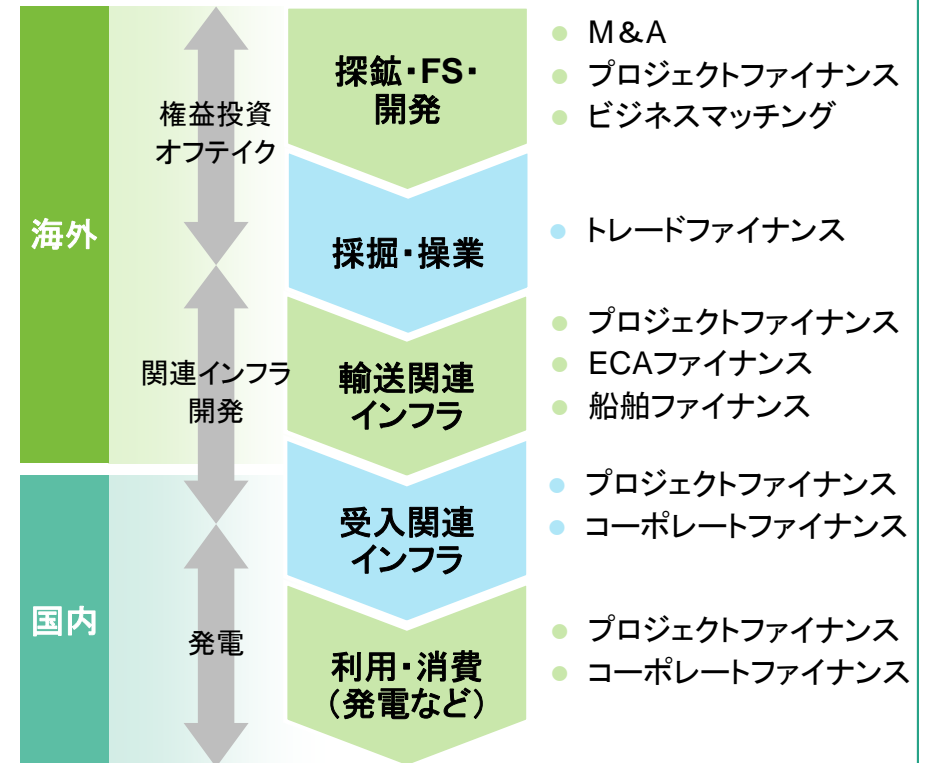 海外
権益投資
オフテイク
探鉱・FS・
開発
M&A
プロジェクトファイナンス
ビジネスマッチング
採掘・操業
トレードファイナンス
関連インフラ
開発
輸送関連
インフラ
プロジェクトファイナンス
ECAファイナンス
船舶ファイナンス
国内
受入関連
インフラ
プロジェクトファイナンス
コーポレートファイナンス
発電
利用・消費
（発電など）
プロジェクトファイナンス
コーポレートファイナンス